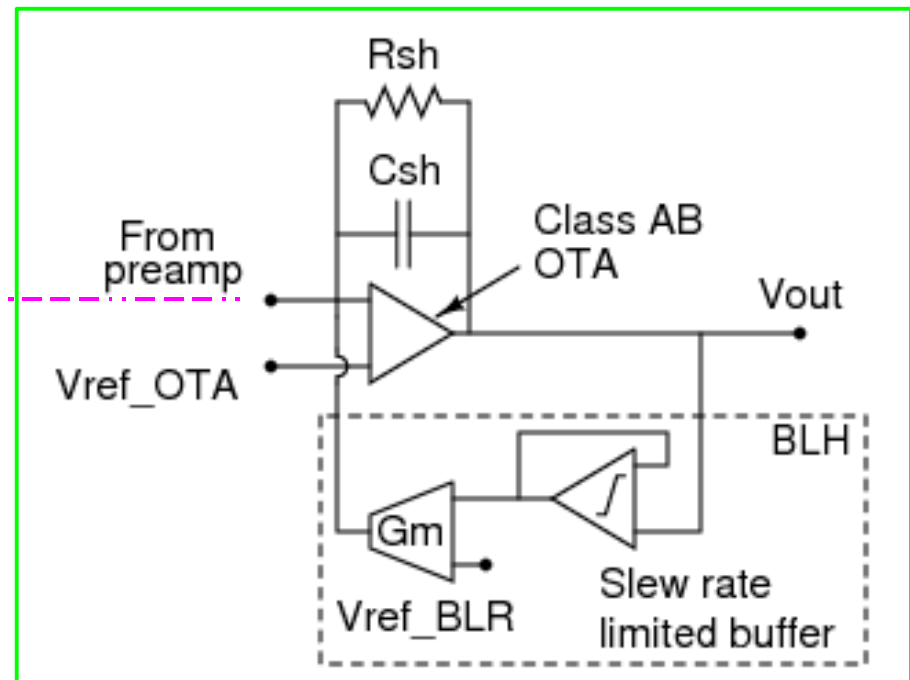 Rsh
Csh
From
preamp
Class AB
OTA
Vout
Vref_OTA
BLH
Gm
Vref_BLR
Slew rate
limited buffer